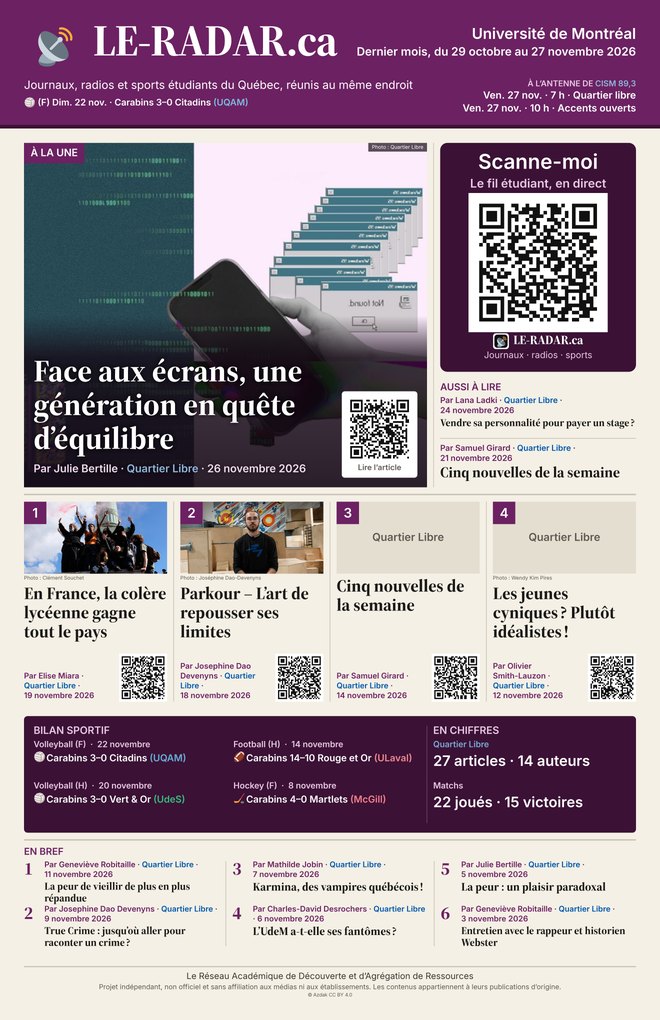 LE-RADAR.ca
Université de Montréal
Dernier mois, du 29 octobre au 27 novembre 2026
Journaux, radios et sports étudiants du Québec, réunis au même endroit
(F) Dim. 22 nov. · Carabins 3–0 Citadins (UQAM)
À L'ANTENNE DE CISM 89,3
Ven. 27 nov. · 7 h · Quartier libre
Ven. 27 nov. · 10 h · Accents ouverts
À LA UNE
Photo : Quartier Libre
Face aux écrans, une
génération en quête
d'équilibre
Par Julie Bertille · Quartier Libre · 26 novembre 2026
Lire l'article
Scanne-moi
Le fil étudiant, en direct
LE-RADAR.ca
Journaux · radios · sports
AUSSI À LIRE
Par Lana Ladki · Quartier Libre ·
24 novembre 2026
Vendre sa personnalité pour payer un stage ?
Par Samuel Girard · Quartier Libre ·
21 novembre 2026
Cinq nouvelles de la semaine
1
Photo : Clément Souchet
En France, la colère
lycéenne gagne
tout le pays
Par Elise Miara ·
Quartier Libre ·
19 novembre 2026
2
Photo : Joséphine Dao-Devenyns
Parkour – L'art de
repousser ses
limites
Par Josephine Dao
Devenyns · Quartier
Libre ·
18 novembre 2026
3
Quartier Libre
Cinq nouvelles de
la semaine
Par Samuel Girard ·
Quartier Libre ·
14 novembre 2026
4
Quartier Libre
Photo : Wendy Kim Pires
Les jeunes
cyniques ? Plutôt
idéalistes !
Par Olivier
Smith-Lauzon ·
Quartier Libre ·
12 novembre 2026
BILAN SPORTIF
Volleyball (F) · 22 novembre
Carabins 3–0 Citadins (UQAM)
Football (H) · 14 novembre
Carabins 14–10 Rouge et Or (ULaval)
Volleyball (H) · 20 novembre
Carabins 3–0 Vert & Or (UdeS)
Hockey (F) · 8 novembre
Carabins 4–0 Martlets (McGill)
EN CHIFFRES
Quartier Libre
27 articles · 14 auteurs
Matchs
22 joués · 15 victoires
EN BREF
1
Par Geneviève Robitaille · Quartier Libre ·
11 novembre 2026
La peur de vieillir de plus en plus
répandue
2
Par Josephine Dao Devenyns · Quartier Libre ·
9 novembre 2026
True Crime : jusqu'où aller pour
raconter un crime ?
3
Par Mathilde Jobin · Quartier Libre ·
7 novembre 2026
Karmina, des vampires québécois !
4
Par Charles-David Desrochers · Quartier Libre
· 6 novembre 2026
L'UdeM a-t-elle ses fantômes ?
5
Par Julie Bertille · Quartier Libre ·
5 novembre 2026
La peur : un plaisir paradoxal
6
Par Geneviève Robitaille · Quartier Libre ·
3 novembre 2026
Entretien avec le rappeur et historien
Webster
Le Réseau Académique de Découverte et d'Agrégation de Ressources
Projet indépendant, non officiel et sans affiliation aux médias ni aux établissements. Les contenus appartiennent à leurs publications d'origine.
© Azdak CC BY 4.0